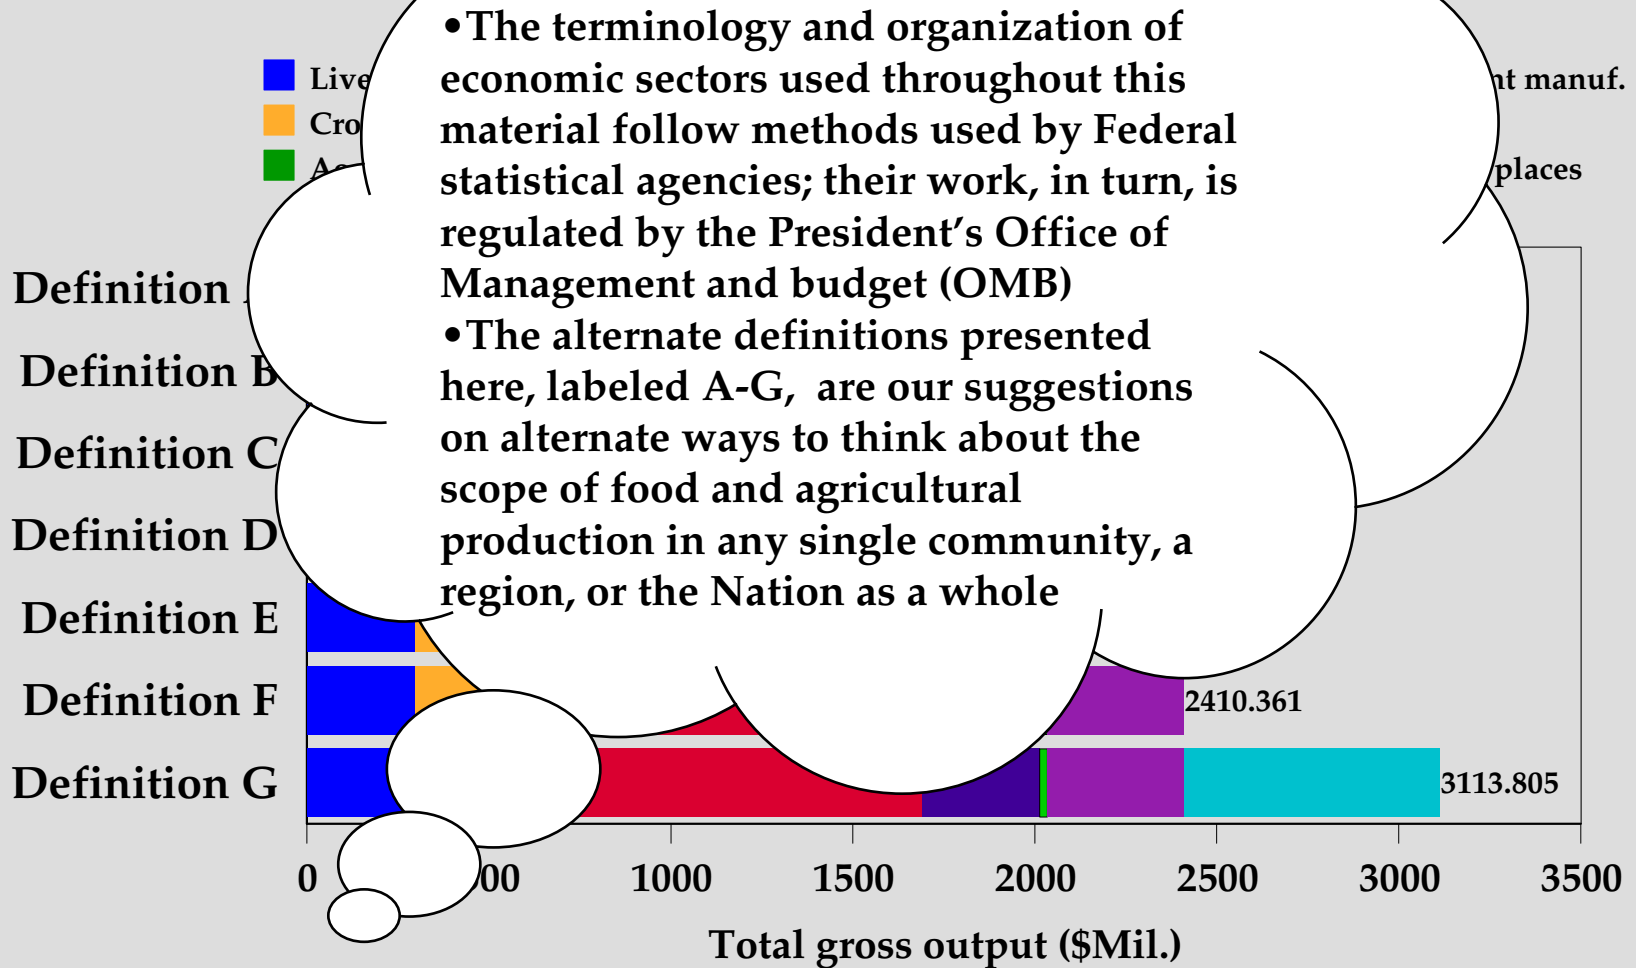 •The terminology and organization of
economic sectors used throughout this
material follow methods used by Federal
statistical agencies; their work, in turn, is
regulated by the President’s Office of
Management and budget (OMB)
•The alternate definitions presented
here, labeled A-G,  are our suggestions
on alternate ways to think about the
scope of food and agricultural
production in any single community, a
region, or the Nation as a whole
manuf.
places
Definition
Definition B
Definition C
Definition D
Definition E
Definition F
2410.361
Definition G
3113.805
0 1000 1500 2000 2500 3000 3500
Total gross output ($Mil.)